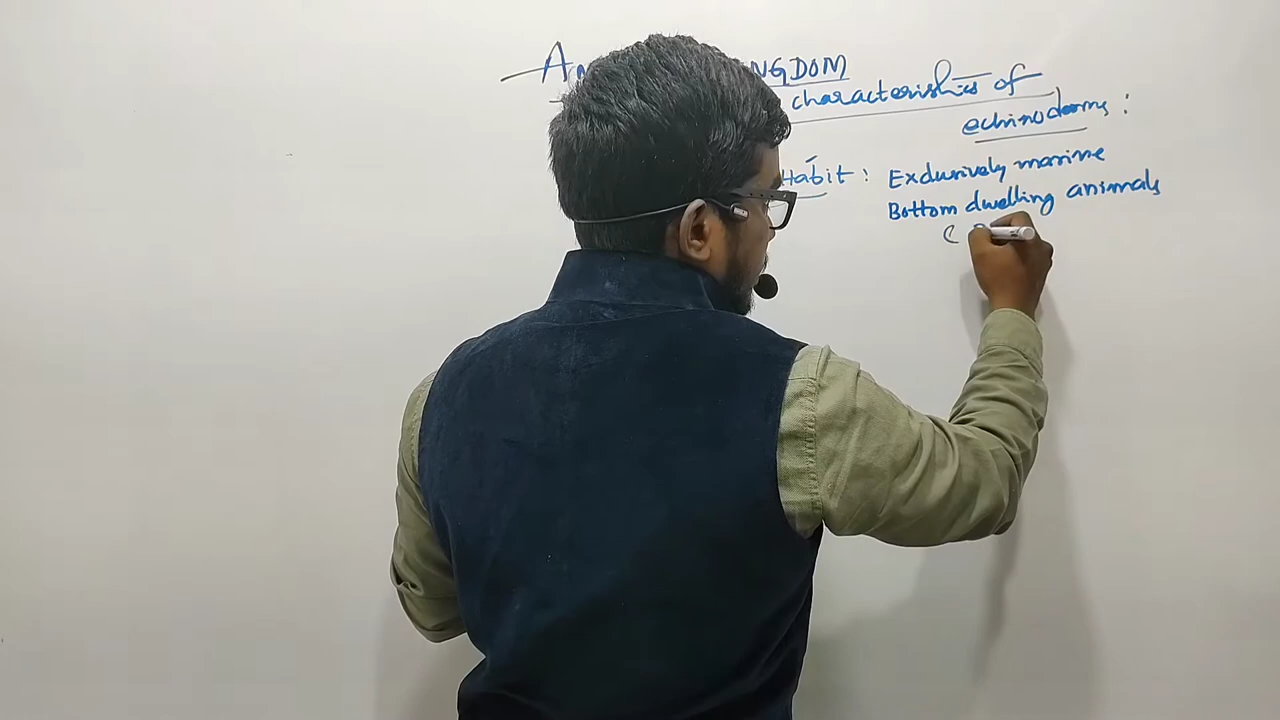 NGDOM
characteristics of
echinoderms :
Habit : Exclusively marine
Bottom dwelling animals
(